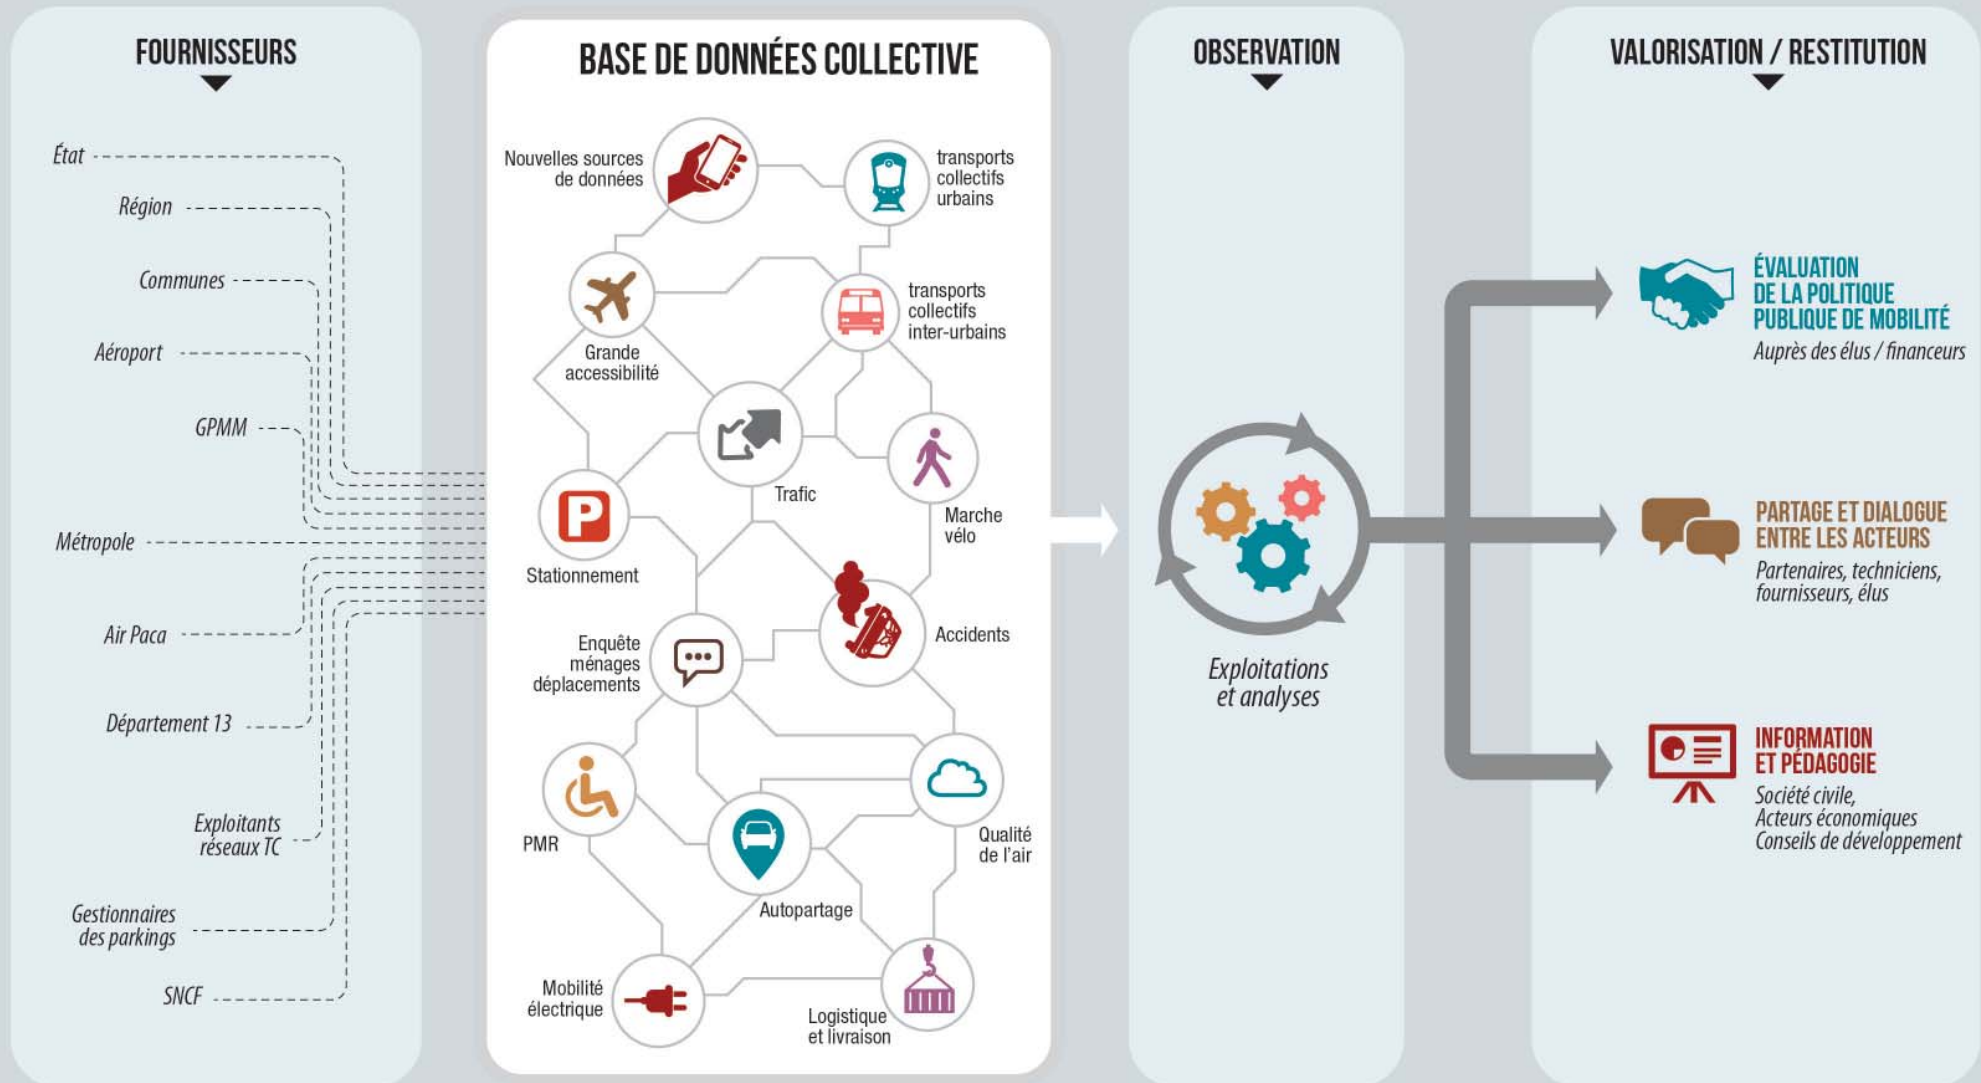 FOURNISSEURS
État
Région
Communes
Aéroport
GPMM
Métropole
Air Paca
Département 13
Exploitants
réseaux TC
Gestionnaires
des parkings
SNCF
BASE DE DONNÉES COLLECTIVE
Nouvelles sources
de données
transports
collectifs
urbains
Grande
accessibilité
transports
collectifs
inter-urbains
Trafic
Marche
vélo
P
Stationnement
Enquête
ménages
déplacements
Accidents
PMR
Autopartage
Qualité
de l'air
Mobilité
électrique
Logistique
et livraison
OBSERVATION
Exploitations
et analyses
VALORISATION / RESTITUTION
ÉVALUATION
DE LA POLITIQUE
PUBLIQUE DE MOBILITÉ
Auprès des élus / financeurs
PARTAGE ET DIALOGUE
ENTRE LES ACTEURS
Partenaires, techniciens,
fournisseurs, élus
INFORMATION
ET PÉDAGOGIE
Société civile,
Acteurs économiques
Conseils de développement